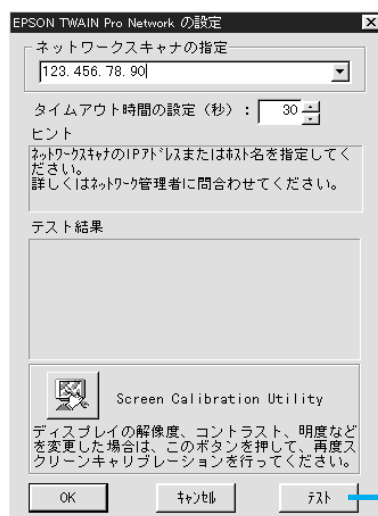 EPSON TWAIN Pro Network の設定
ネットワークスキャナの指定
123.456.78.90
タイムアウト時間の設定(秒): 30
ヒント
ネットワークスキャナのIPアドレスまたはホスト名を指定してく
ださい。
詳しくはネットワーク管理者に問合わせてください。
テスト結果
Screen Calibration Utility
ディスプレイの解像度、コントラスト、明度など
を変更した場合は、このボタンを押して、再度ス
クリーンキャリブレーションを行ってください。
OK キャンセル テスト